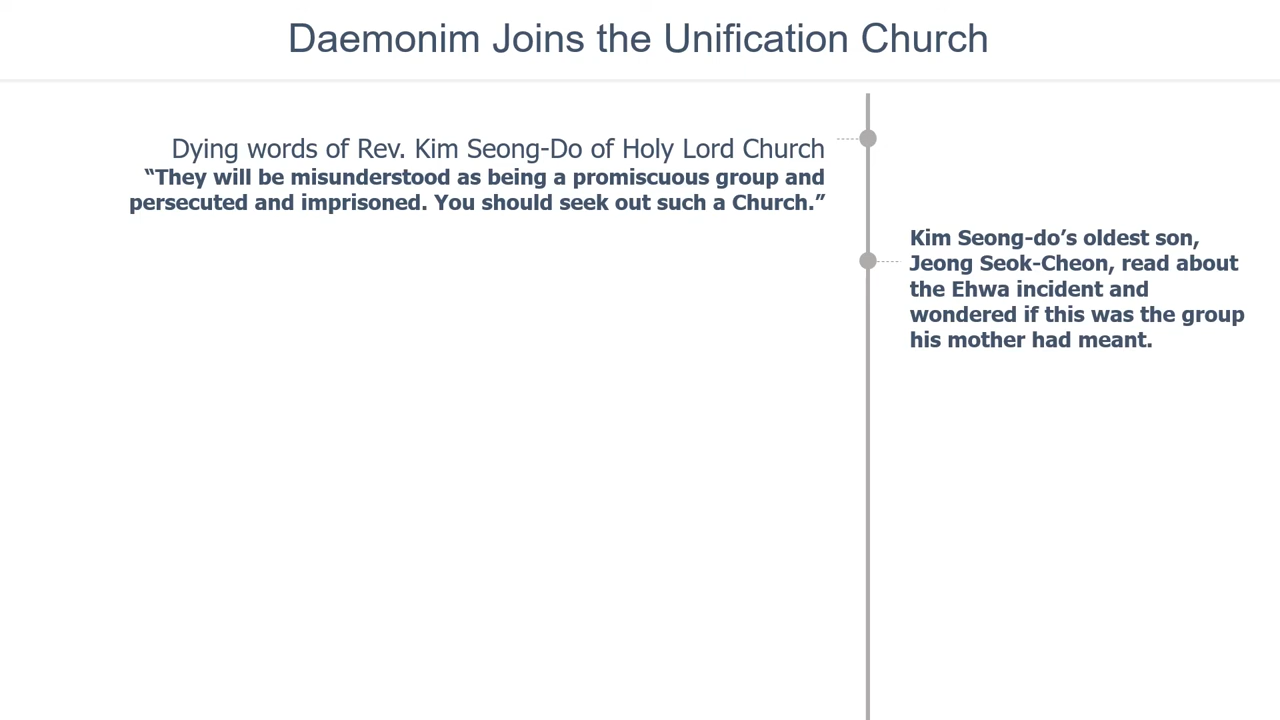 Daemonim Joins the Unification Church
Dying words of Rev. Kim Seong-Do of Holy Lord Church
“They will be misunderstood as being a promiscuous group and
persecuted and imprisoned. You should seek out such a Church.”
Kim Seong-do’s oldest son,
Jeong Seok-Cheon, read about
the Ehwa incident and
wondered if this was the group
his mother had meant.